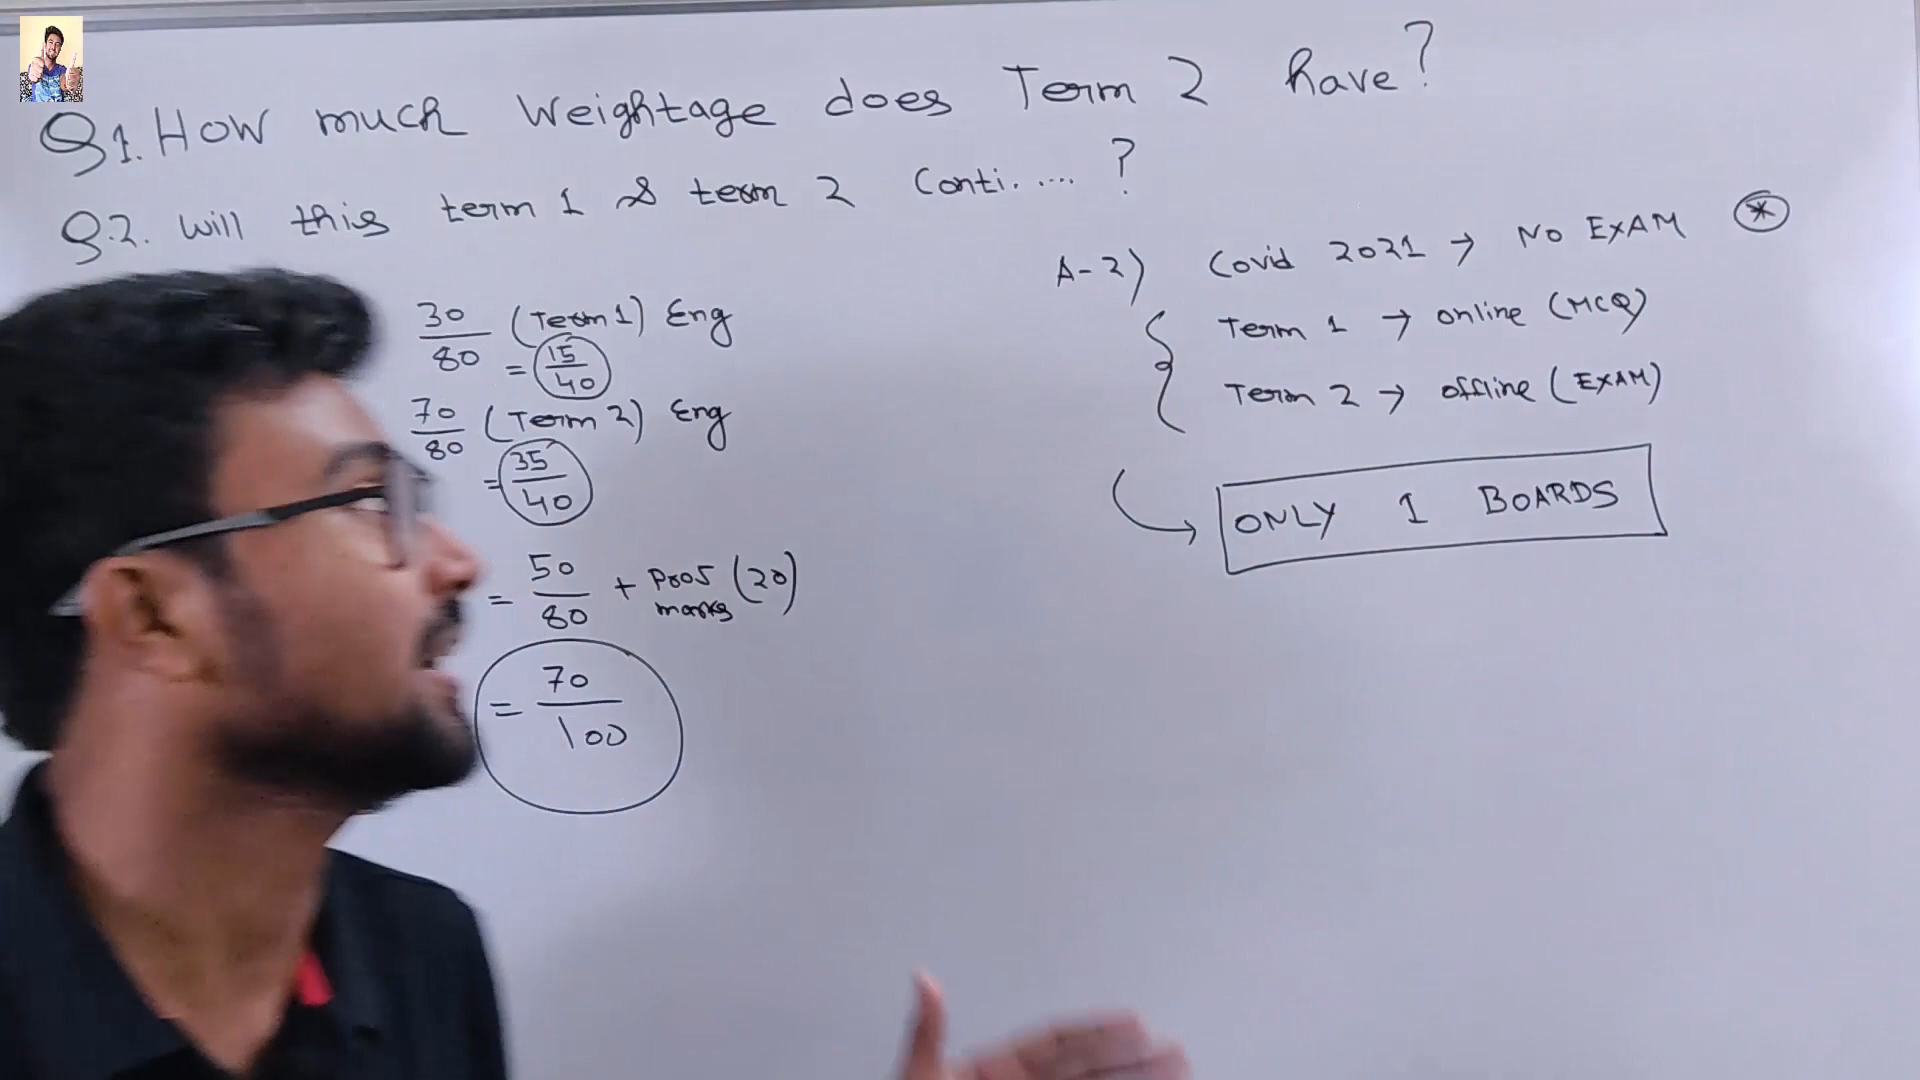 Q1. How much weightage does Term 2 have?
Q.2. Will this term 1 & term 2 conti..... ?
30/80 (Term 1) Eng
= 15/40
70/80 (Term 2) Eng
= 35/40
= 50/80 + Proj marks (20)
= 70/100
A-2) Covid 2021 → NO EXAM *
Term 1 → online (MCQ)
Term 2 → offline (EXAM)
ONLY 1 BOARDS